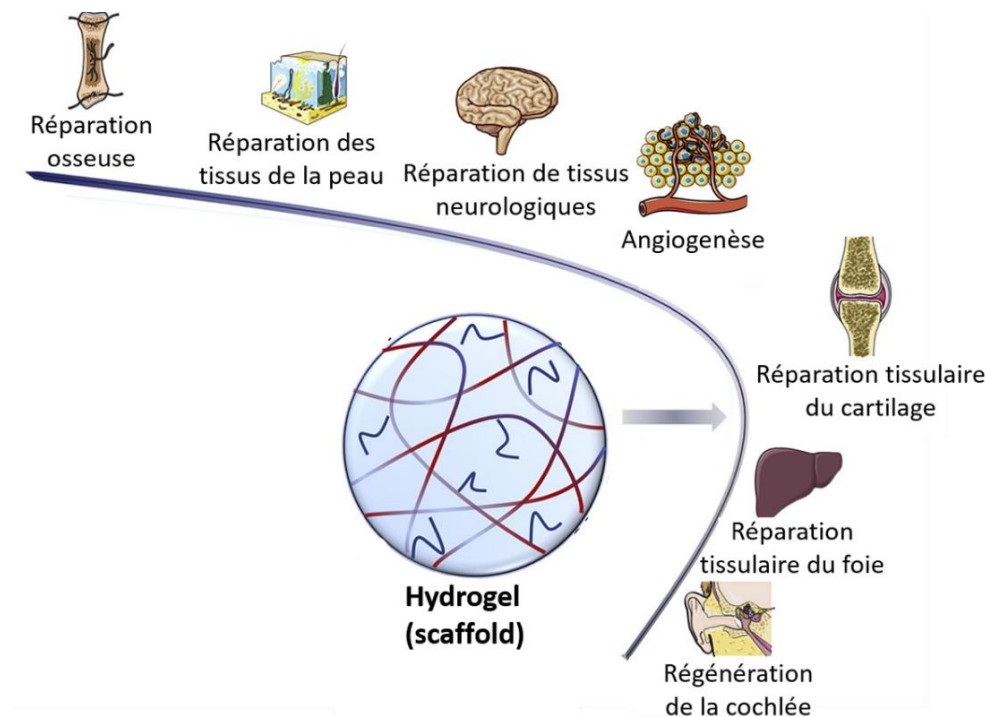 Réparation
osseuse
Réparation des
tissus de la peau
Réparation de tissus
neurologiques
Angiogenèse
Réparation tissulaire
du cartilage
Réparation
tissulaire du foie
Régénération
de la cochlée
Hydrogel
(scaffold)